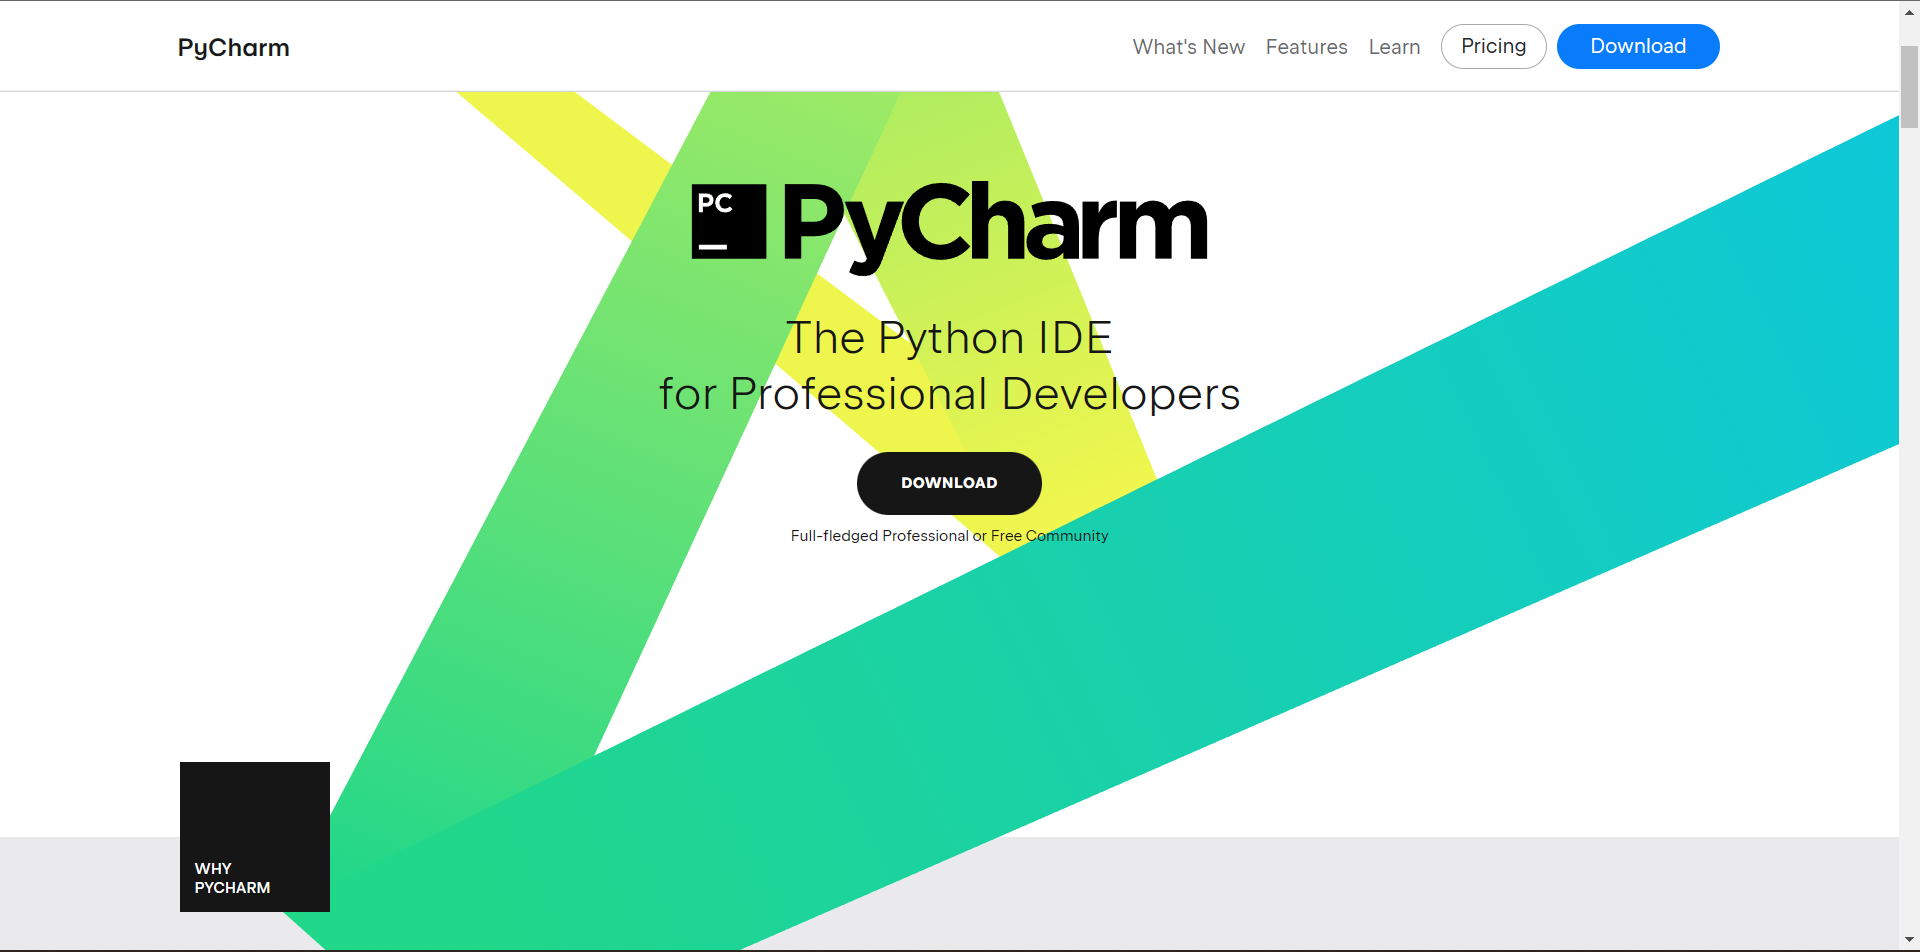 PyCharm
What's New
Features
Learn
Pricing
Download
PC
PyCharm
The Python IDE
for Professional Developers
DOWNLOAD
Full-fledged Professional or Free Community
WHY
PYCHARM